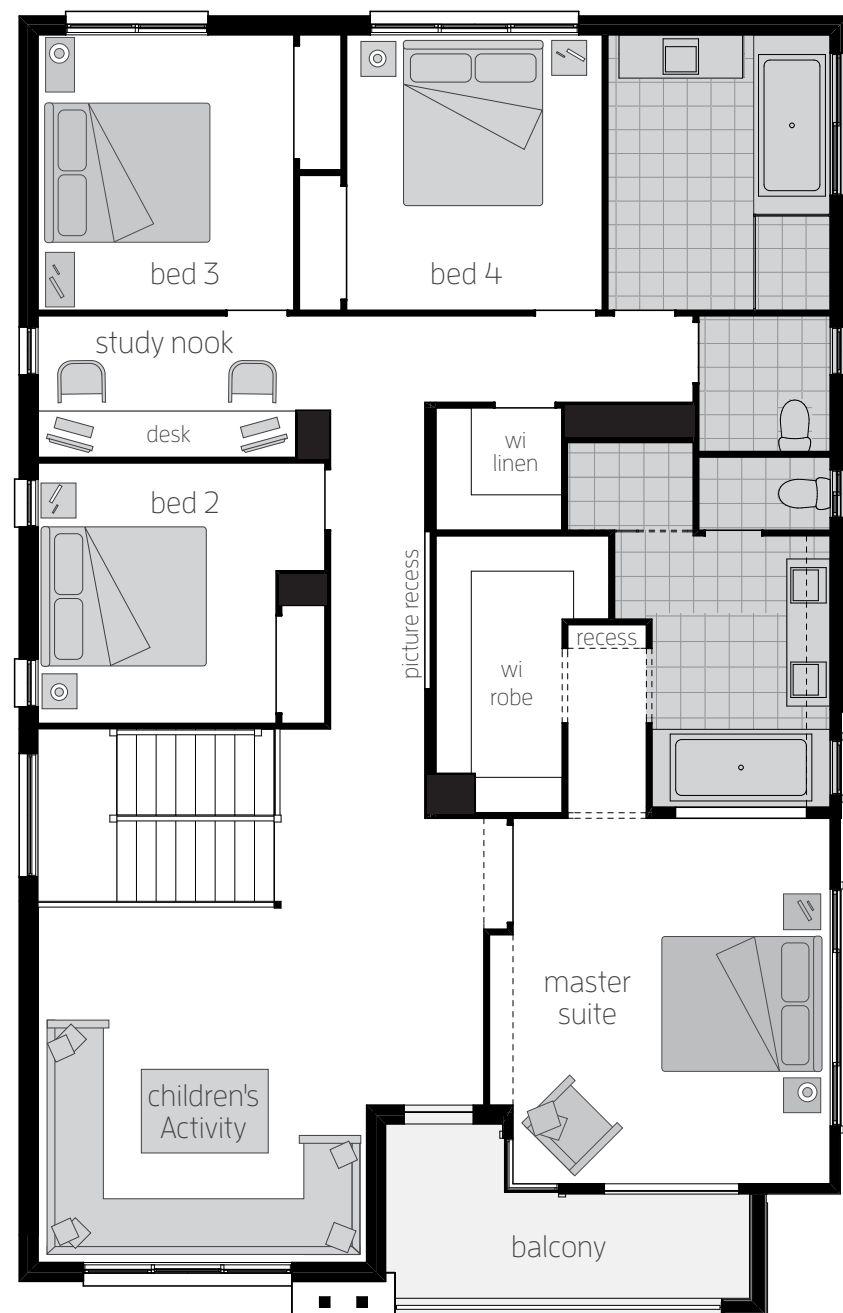 bed 3
bed 4
study nook
desk
wi
linen
bed 2
picture recess
recess
wi
robe
master
suite
children's
Activity
balcony